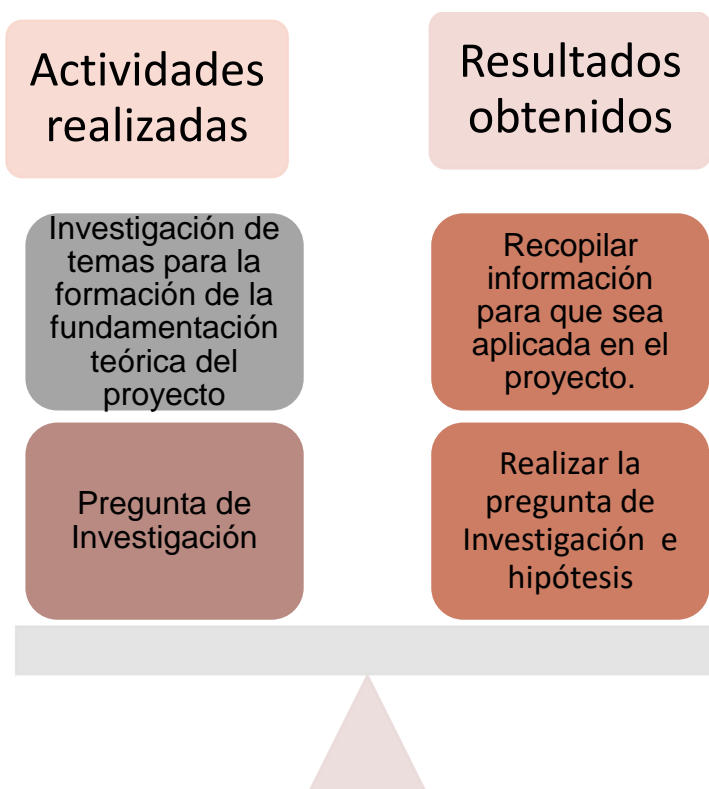 Actividades
realizadas
Resultados
obtenidos
Investigación de
temas para la
formación de la
fundamentación
teórica del
proyecto
Recopilar
información
para que sea
aplicada en el
proyecto.
Pregunta de
Investigación
Realizar la
pregunta de
Investigación e
hipótesis